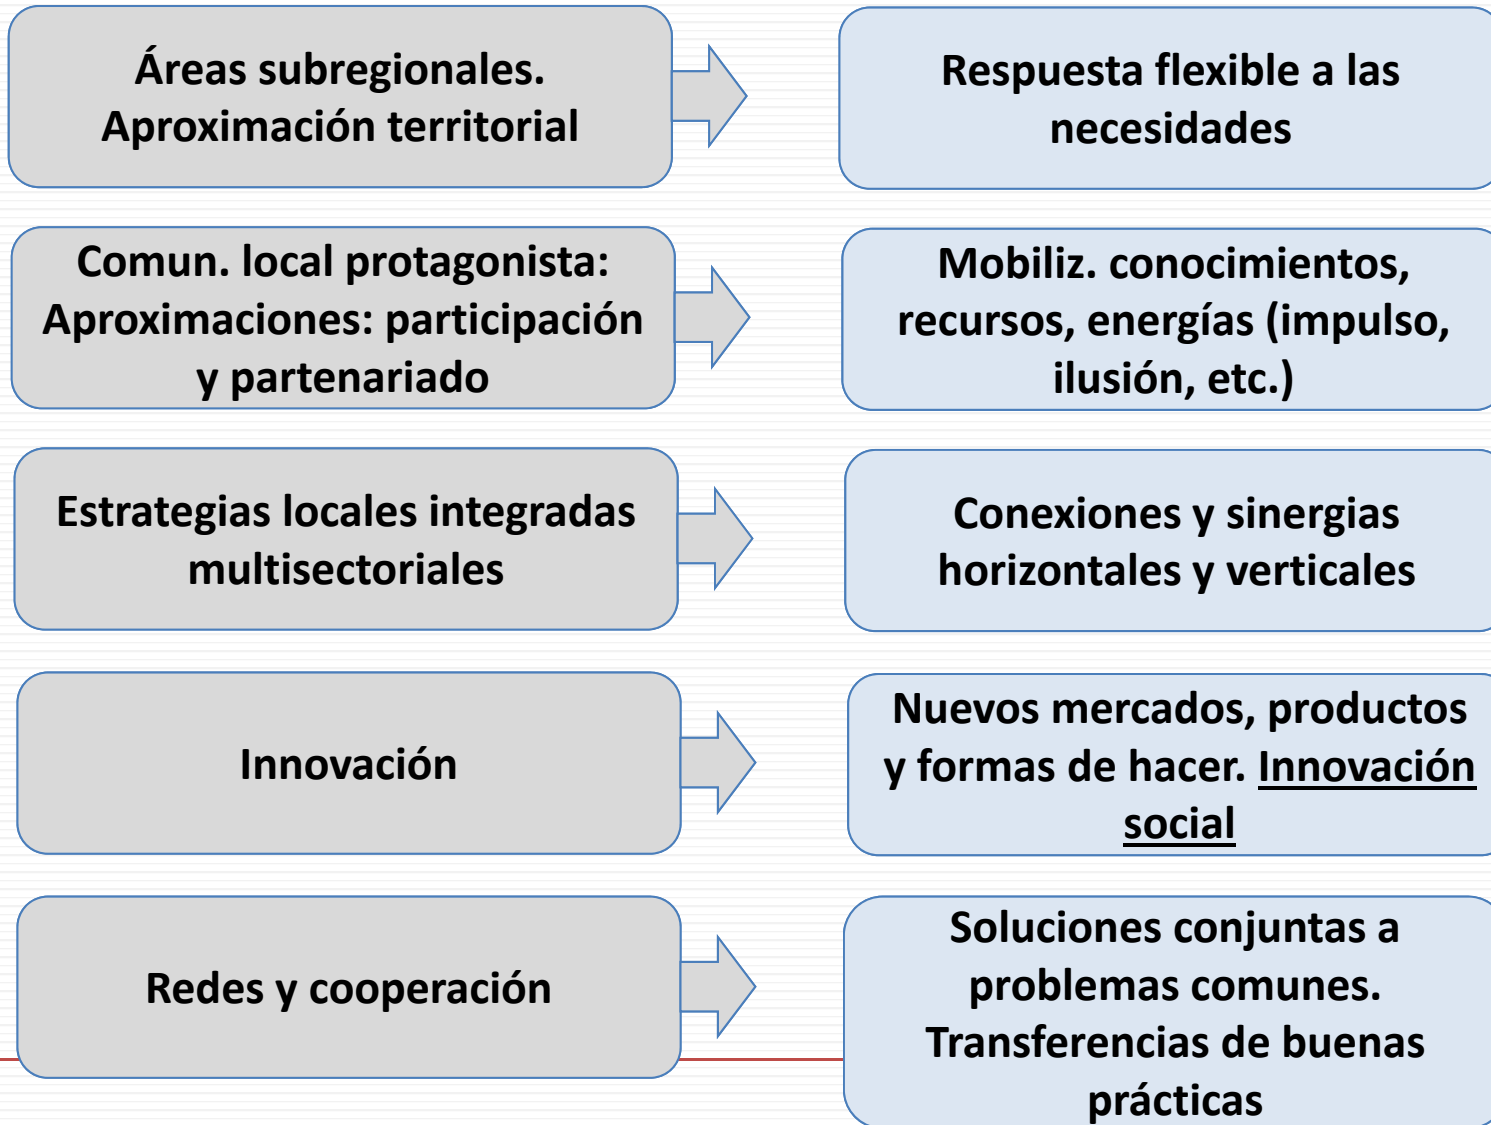 Áreas subregionales.
Aproximación territorial
Respuesta flexible a las
necesidades
Comun. local protagonista:
Aproximaciones: participación
y partenariado
Mobiliz. conocimientos,
recursos, energías (impulso,
ilusión, etc.)
Estrategias locales integradas
multisectoriales
Conexiones y sinergias
horizontales y verticales
Innovación
Nuevos mercados, productos
y formas de hacer. Innovación
social
Redes y cooperación
Soluciones conjuntas a
problemas comunes.
Transferencias de buenas
prácticas